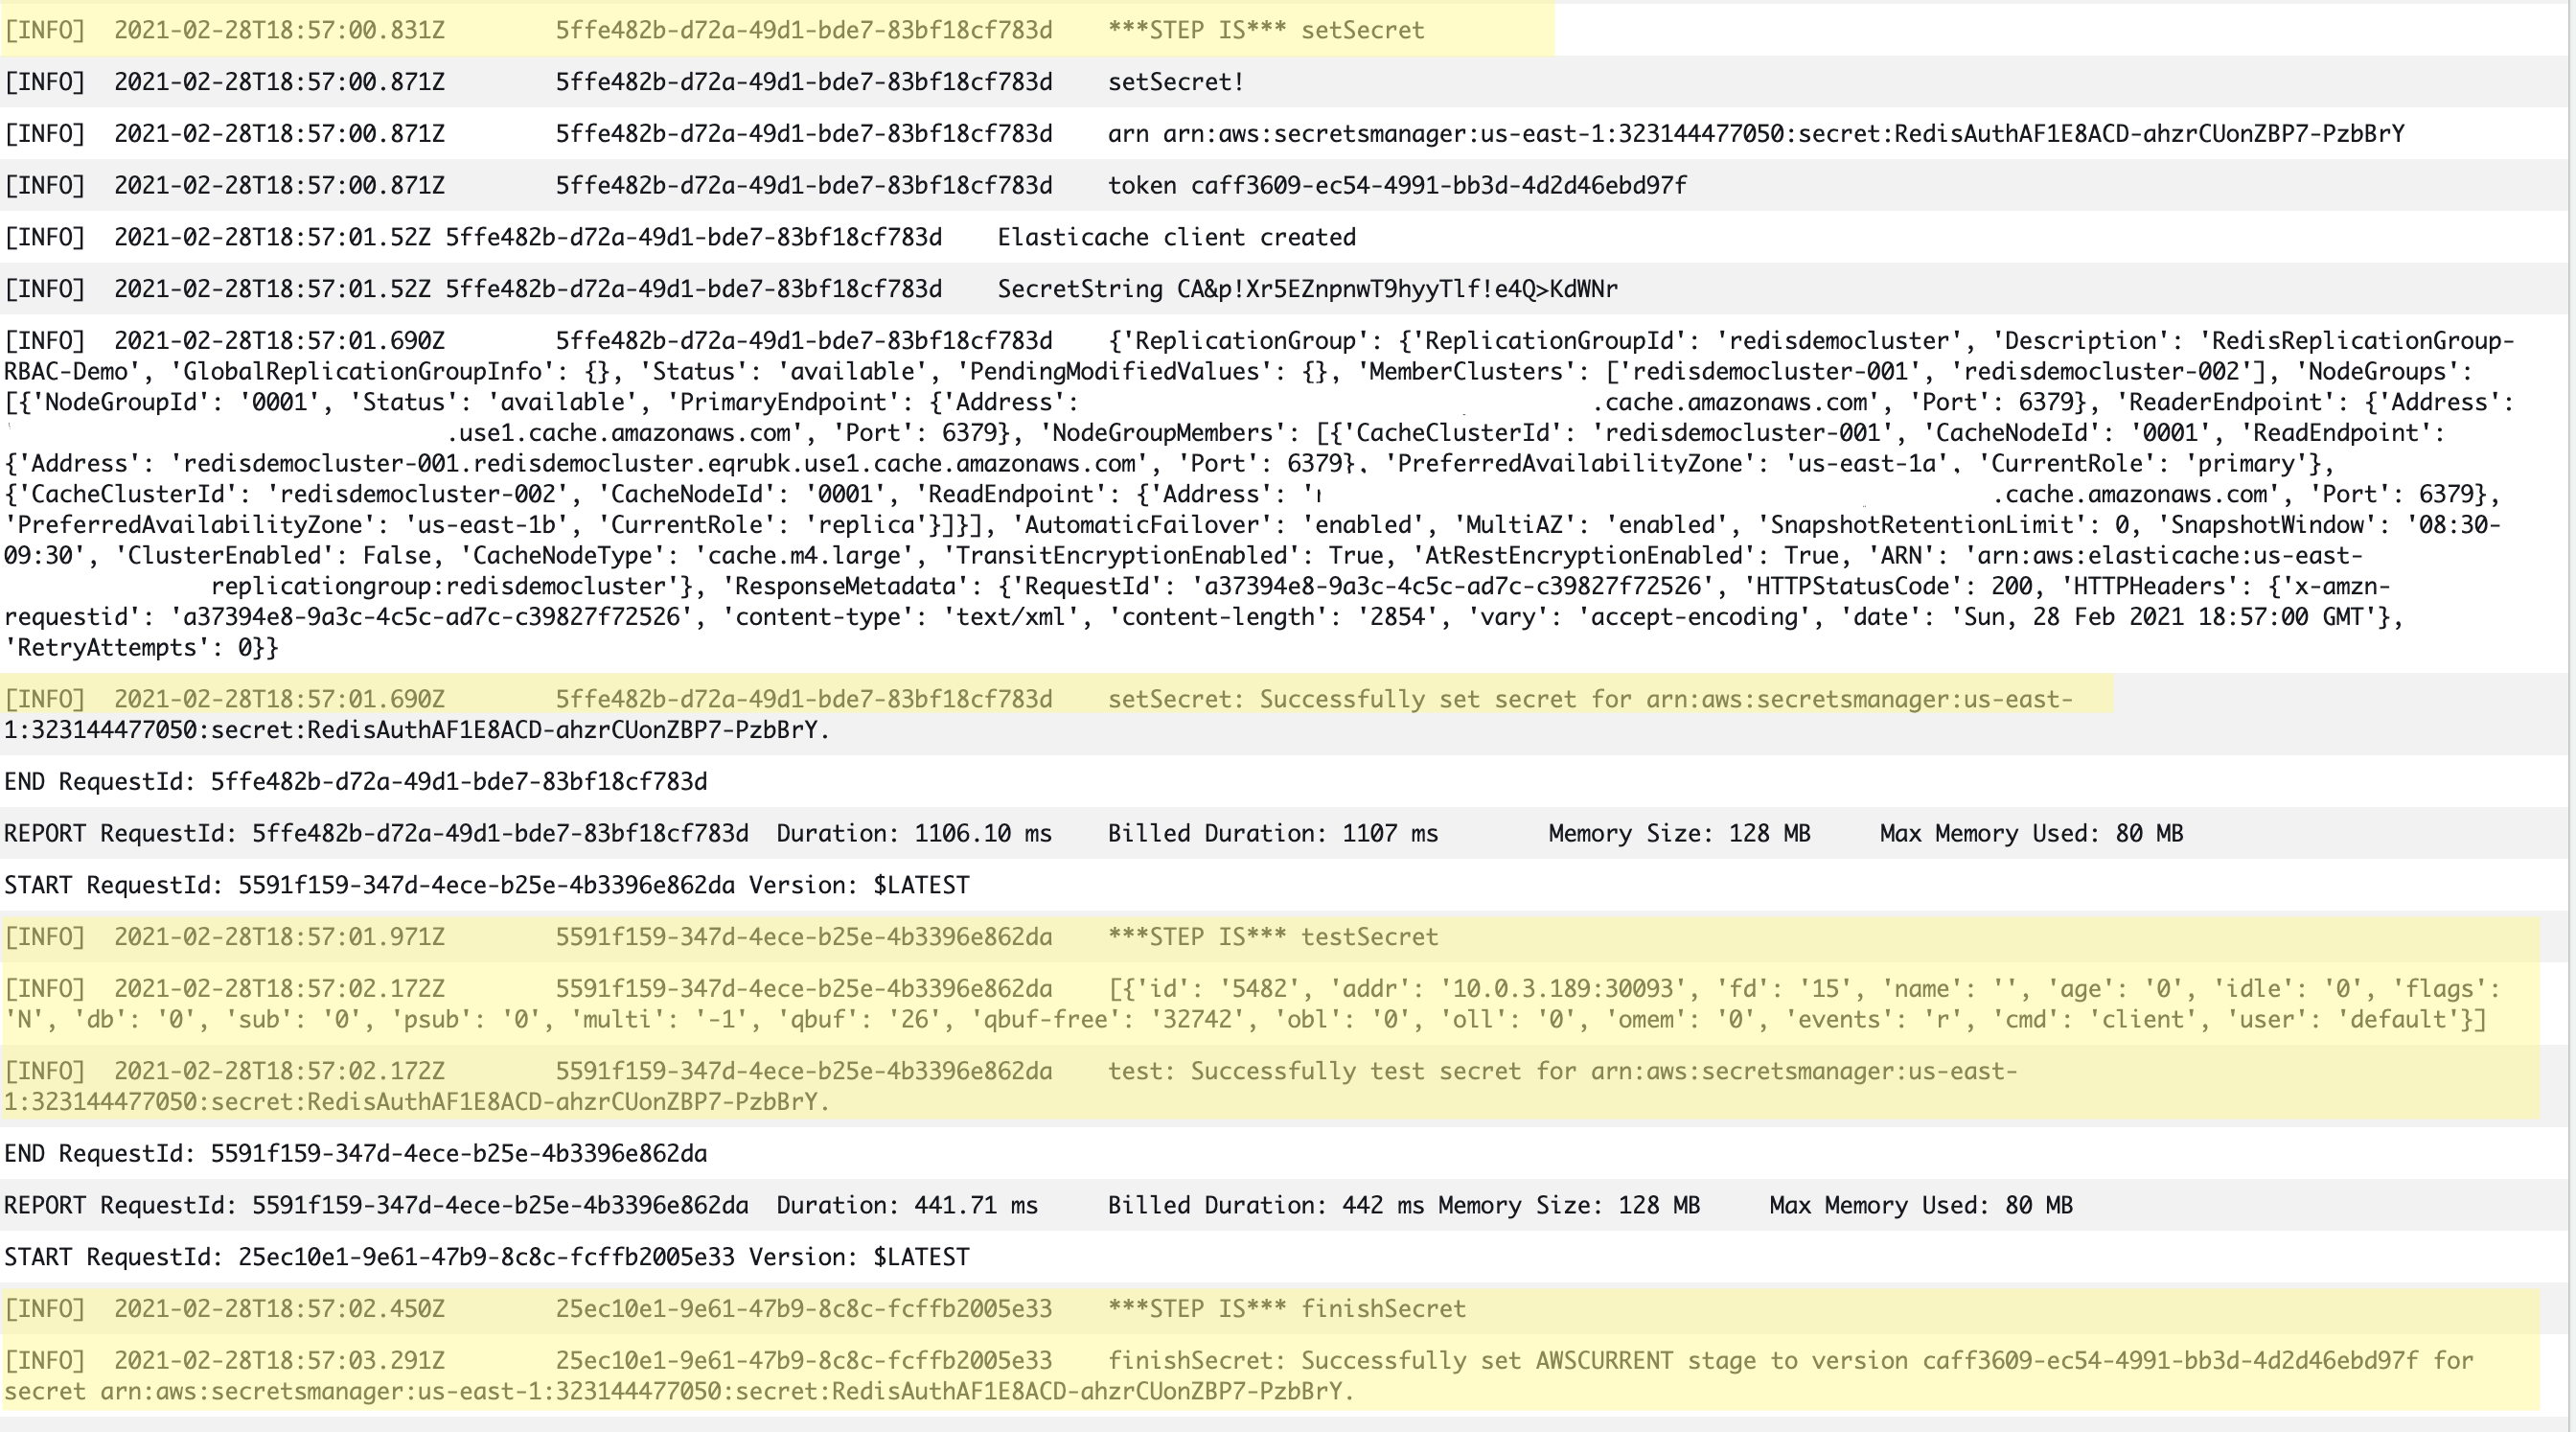 [INFO] 2021-02-28T18:57:00.831Z 5ffe482b-d72a-49d1-bde7-83bf18cf783d ***STEP IS*** setSecret
[INFO] 2021-02-28T18:57:00.871Z 5ffe482b-d72a-49d1-bde7-83bf18cf783d setSecret!
[INFO] 2021-02-28T18:57:00.871Z 5ffe482b-d72a-49d1-bde7-83bf18cf783d arn arn:aws:secretsmanager:us-east-1:323144477050:secret:RedisAuthAF1E8ACD-ahzrCUonZBP7-PzbBrY
[INFO] 2021-02-28T18:57:00.871Z 5ffe482b-d72a-49d1-bde7-83bf18cf783d token caff3609-ec54-4991-bb3d-4d2d46ebd97f
[INFO] 2021-02-28T18:57:01.52Z 5ffe482b-d72a-49d1-bde7-83bf18cf783d Elasticache client created
[INFO] 2021-02-28T18:57:01.52Z 5ffe482b-d72a-49d1-bde7-83bf18cf783d SecretString CA&p!Xr5EZnpnwT9hyyTlf!e4Q>KdWNr
[INFO] 2021-02-28T18:57:01.690Z 5ffe482b-d72a-49d1-bde7-83bf18cf783d {'ReplicationGroup': {'ReplicationGroupId': 'redisdemocluster', 'Description': 'RedisReplicationGroup-
RBAC-Demo', 'GlobalReplicationGroupInfo': {}, 'Status': 'available', 'PendingModifiedValues': {}, 'MemberClusters': ['redisdemocluster-001', 'redisdemocluster-002'], 'NodeGroups':
[{'NodeGroupId': '0001', 'Status': 'available', 'PrimaryEndpoint': {'Address': .cache.amazonaws.com', 'Port': 6379}, 'ReaderEndpoint': {'Address':
.use1.cache.amazonaws.com', 'Port': 6379}, 'NodeGroupMembers': [{'CacheClusterId': 'redisdemocluster-001', 'CacheNodeId': '0001', 'ReadEndpoint':
{'Address': 'redisdemocluster-001.redisdemocluster.eqrubk.use1.cache.amazonaws.com', 'Port': 6379}, 'PreferredAvailabilityZone': 'us-east-1a', 'CurrentRole': 'primary'},
{'CacheClusterId': 'redisdemocluster-002', 'CacheNodeId': '0001', 'ReadEndpoint': {'Address': ' .cache.amazonaws.com', 'Port': 6379},
'PreferredAvailabilityZone': 'us-east-1b', 'CurrentRole': 'replica'}]}], 'AutomaticFailover': 'enabled', 'MultiAZ': 'enabled', 'SnapshotRetentionLimit': 0, 'SnapshotWindow': '08:30-
09:30', 'ClusterEnabled': False, 'CacheNodeType': 'cache.m4.large', 'TransitEncryptionEnabled': True, 'AtRestEncryptionEnabled': True, 'ARN': 'arn:aws:elasticache:us-east-
replicationgroup:redisdemocluster'}, 'ResponseMetadata': {'RequestId': 'a37394e8-9a3c-4c5c-ad7c-c39827f72526', 'HTTPStatusCode': 200, 'HTTPHeaders': {'x-amzn-
requestid': 'a37394e8-9a3c-4c5c-ad7c-c39827f72526', 'content-type': 'text/xml', 'content-length': '2854', 'vary': 'accept-encoding', 'date': 'Sun, 28 Feb 2021 18:57:00 GMT'},
'RetryAttempts': 0}}
[INFO] 2021-02-28T18:57:01.690Z 5ffe482b-d72a-49d1-bde7-83bf18cf783d setSecret: Successfully set secret for arn:aws:secretsmanager:us-east-
1:323144477050:secret:RedisAuthAF1E8ACD-ahzrCUonZBP7-PzbBrY.
END RequestId: 5ffe482b-d72a-49d1-bde7-83bf18cf783d
REPORT RequestId: 5ffe482b-d72a-49d1-bde7-83bf18cf783d Duration: 1106.10 ms Billed Duration: 1107 ms Memory Size: 128 MB Max Memory Used: 80 MB
START RequestId: 5591f159-347d-4ece-b25e-4b3396e862da Version: $LATEST
[INFO] 2021-02-28T18:57:01.971Z 5591f159-347d-4ece-b25e-4b3396e862da ***STEP IS*** testSecret
[INFO] 2021-02-28T18:57:02.172Z 5591f159-347d-4ece-b25e-4b3396e862da [{'id': '5482', 'addr': '10.0.3.189:30093', 'fd': '15', 'name': '', 'age': '0', 'idle': '0', 'flags':
'N', 'db': '0', 'sub': '0', 'psub': '0', 'multi': '-1', 'qbuf': '26', 'qbuf-free': '32742', 'obl': '0', 'oll': '0', 'omem': '0', 'events': 'r', 'cmd': 'client', 'user': 'default'}]
[INFO] 2021-02-28T18:57:02.172Z 5591f159-347d-4ece-b25e-4b3396e862da test: Successfully test secret for arn:aws:secretsmanager:us-east-
1:323144477050:secret:RedisAuthAF1E8ACD-ahzrCUonZBP7-PzbBrY.
END RequestId: 5591f159-347d-4ece-b25e-4b3396e862da
REPORT RequestId: 5591f159-347d-4ece-b25e-4b3396e862da Duration: 441.71 ms Billed Duration: 442 ms Memory Size: 128 MB Max Memory Used: 80 MB
START RequestId: 25ec10e1-9e61-47b9-8c8c-fcffb2005e33 Version: $LATEST
[INFO] 2021-02-28T18:57:02.450Z 25ec10e1-9e61-47b9-8c8c-fcffb2005e33 ***STEP IS*** finishSecret
[INFO] 2021-02-28T18:57:03.291Z 25ec10e1-9e61-47b9-8c8c-fcffb2005e33 finishSecret: Successfully set AWSCURRENT stage to version caff3609-ec54-4991-bb3d-4d2d46ebd97f for
secret arn:aws:secretsmanager:us-east-1:323144477050:secret:RedisAuthAF1E8ACD-ahzrCUonZBP7-PzbBrY.